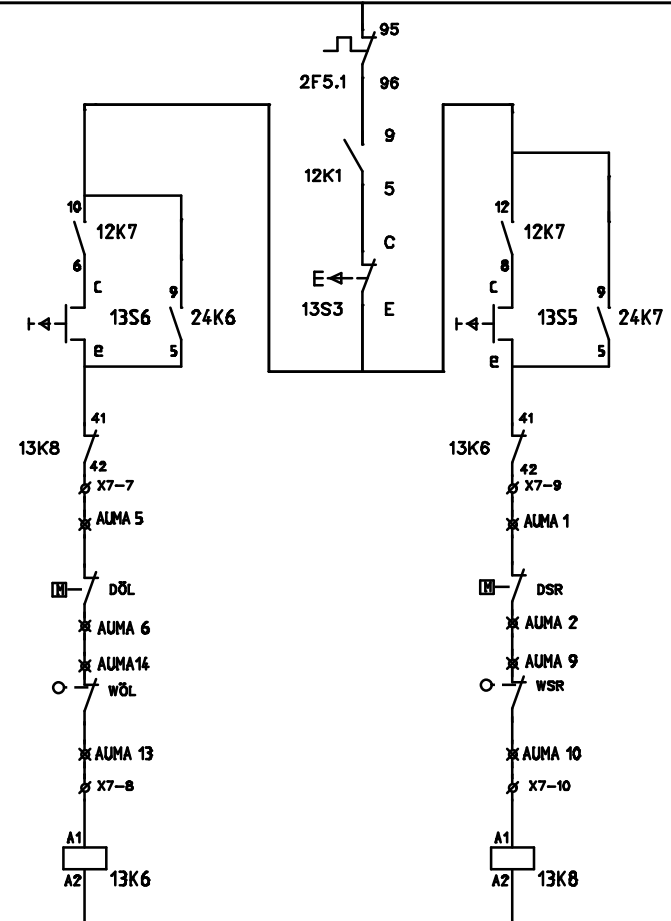 95
2F5.1 96
9
12K1
5
C
13S3 E
10
12K7
6
C
13S6
9
24K6
e
5
41
13K8
42
X7-7
AUMA 5
M DÖL
AUMA 6
AUMA14
WÖL
AUMA 13
X7-8
A1
A2 13K6
12
12K7
8
C
13S5
9
24K7
e
5
41
13K6
42
X7-9
AUMA 1
M DSR
AUMA 2
AUMA 9
WSR
AUMA 10
X7-10
A1
A2 13K8